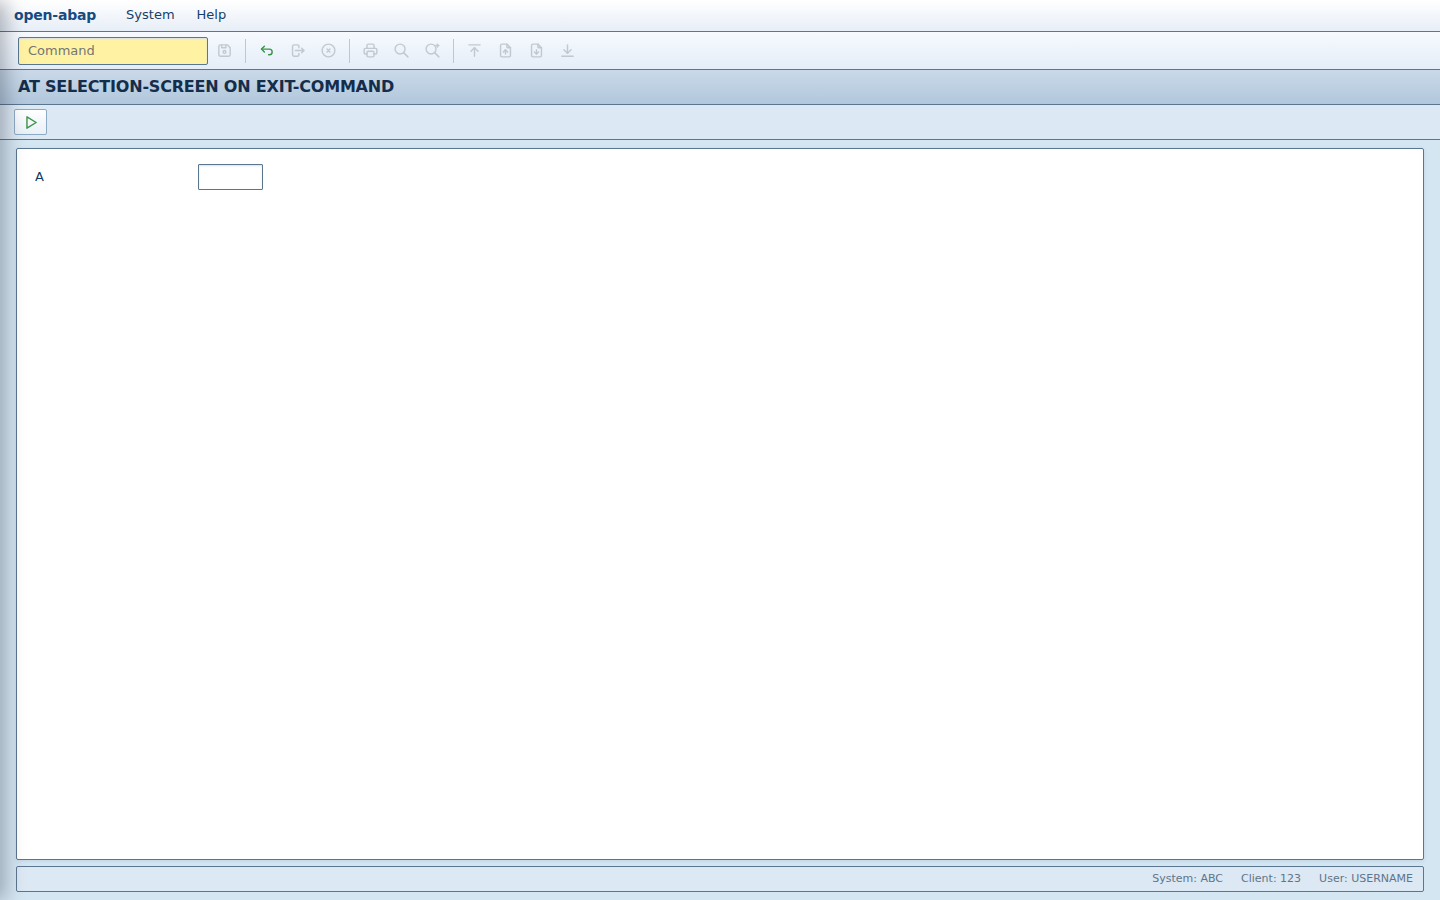 open-abap System Help
Command
AT SELECTION-SCREEN ON EXIT-COMMAND
A
System: ABC Client: 123 User: USERNAME